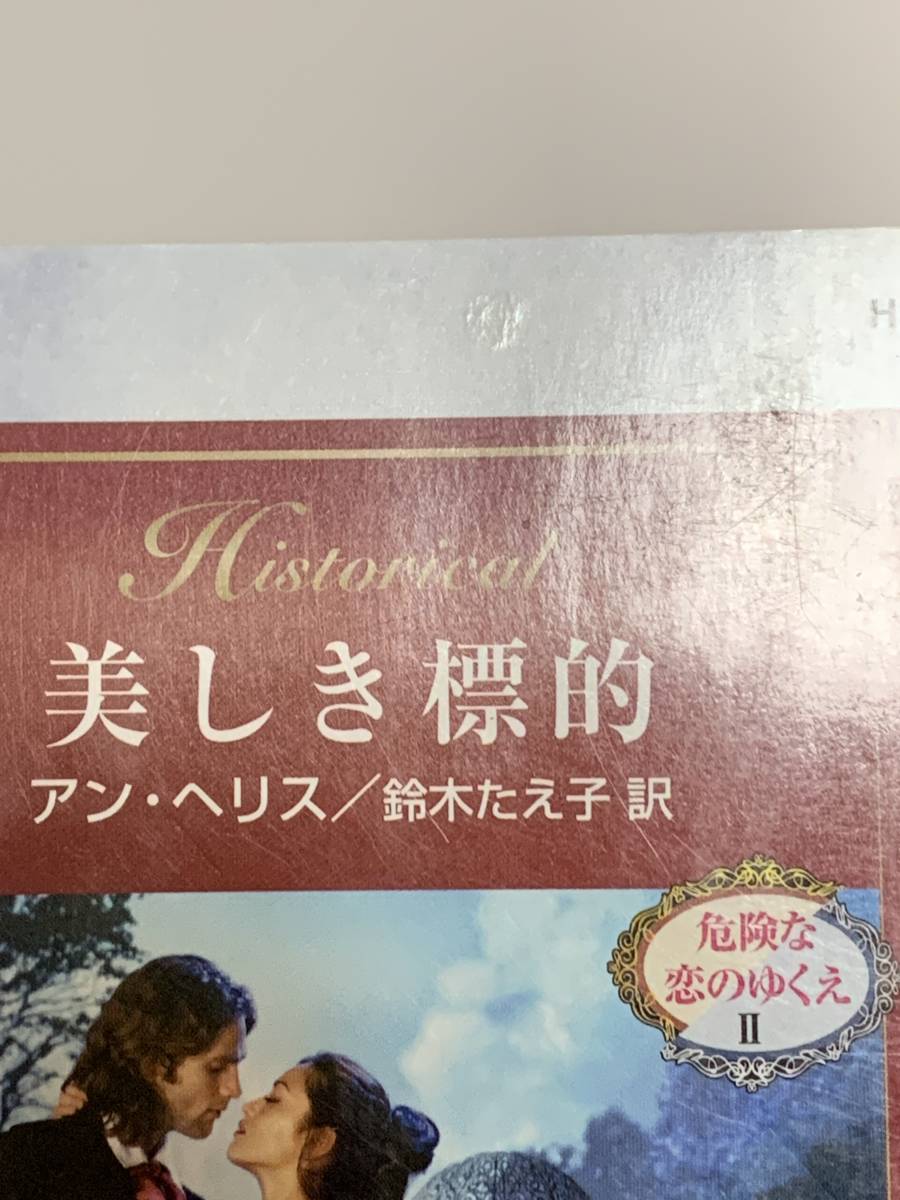 H
Historical
美しき標的
アン・ヘリス／鈴木たえ子 訳
危険な
恋のゆくえ
II